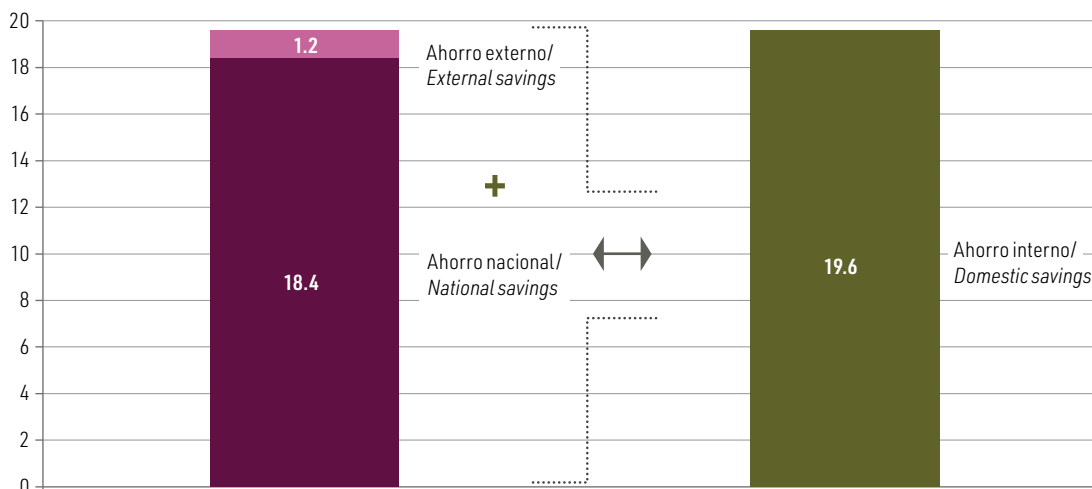 20
18
16
14
12
10
8
6
4
2
0
1.2
18.4
Ahorro externo/
External savings
+
Ahorro nacional/
National savings
19.6
Ahorro interno/
Domestic savings